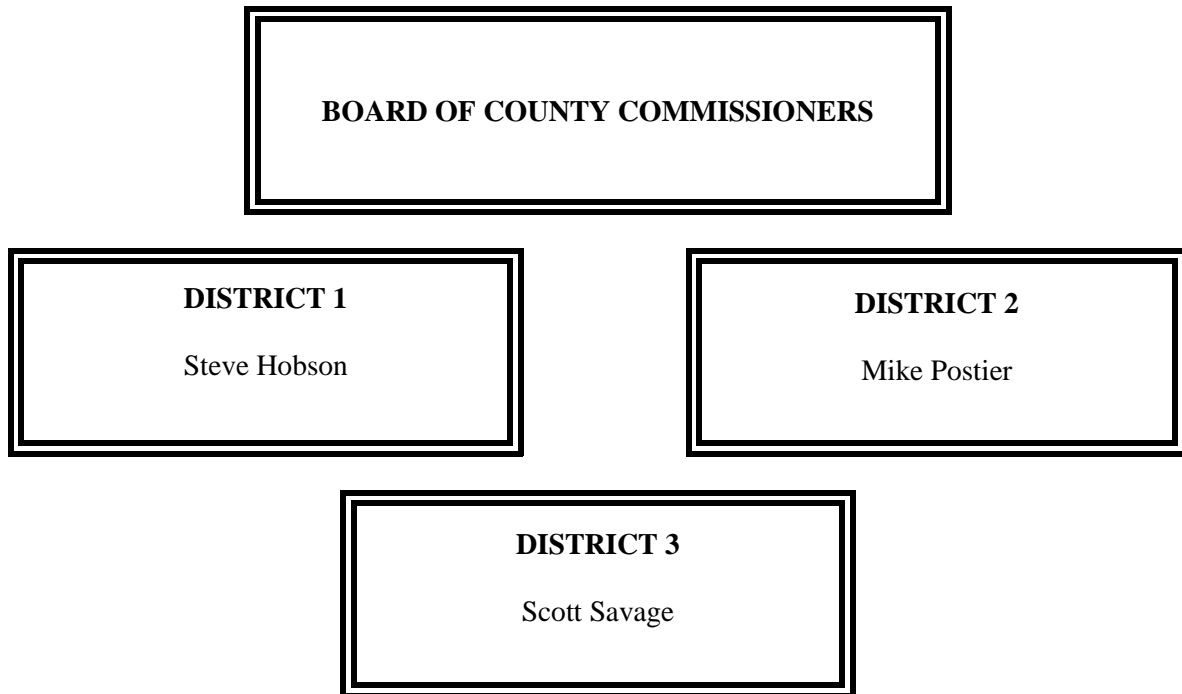 BOARD OF COUNTY COMMISSIONERS
DISTRICT 1
Steve Hobson
DISTRICT 2
Mike Postier
DISTRICT 3
Scott Savage